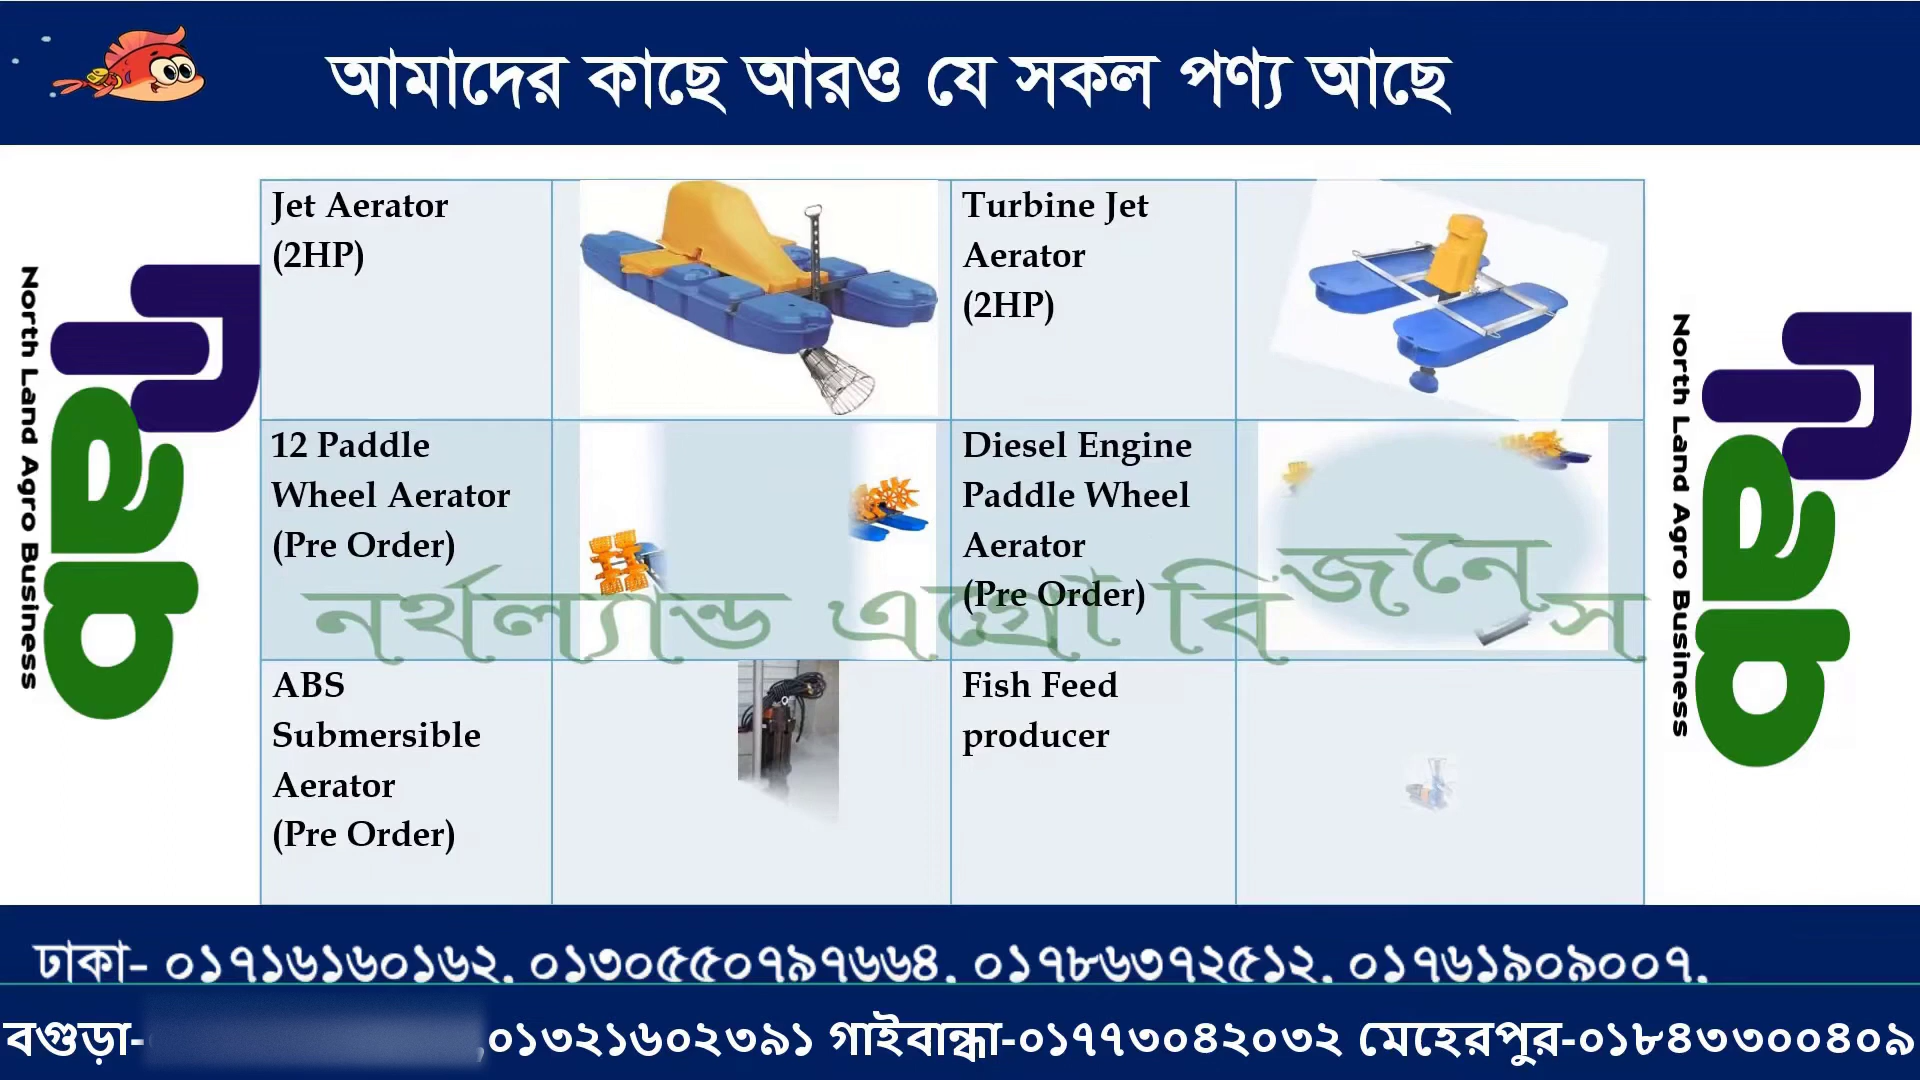 আমাদের কাছে আরও যে সকল পণ্য আছে
North Land Agro Business
nab
Jet Aerator
(2HP)
Turbine Jet
Aerator
(2HP)
12 Paddle
Wheel Aerator
(Pre Order)
Diesel Engine
Paddle Wheel
Aerator
(Pre Order)
নর্থল্যান্ড এগ্রো বিজনেস
ABS
Submersible
Aerator
(Pre Order)
Fish Feed
producer
North Land Agro Business
nab
ঢাকা- ০১৭১৬১৬০১৬২, ০১৩০৫৫০৭৯৭৬৬৪, ০১৭৮৬৩৭২৫১২, ০১৭৬১৯০৯০০৭,
বগুড়া- ,০১৩২১৬০২৩৯১ গাইবান্ধা-০১৭৭৩০৪২০৩২ মেহেরপুর-০১৮৪৩৩০০৪০৯